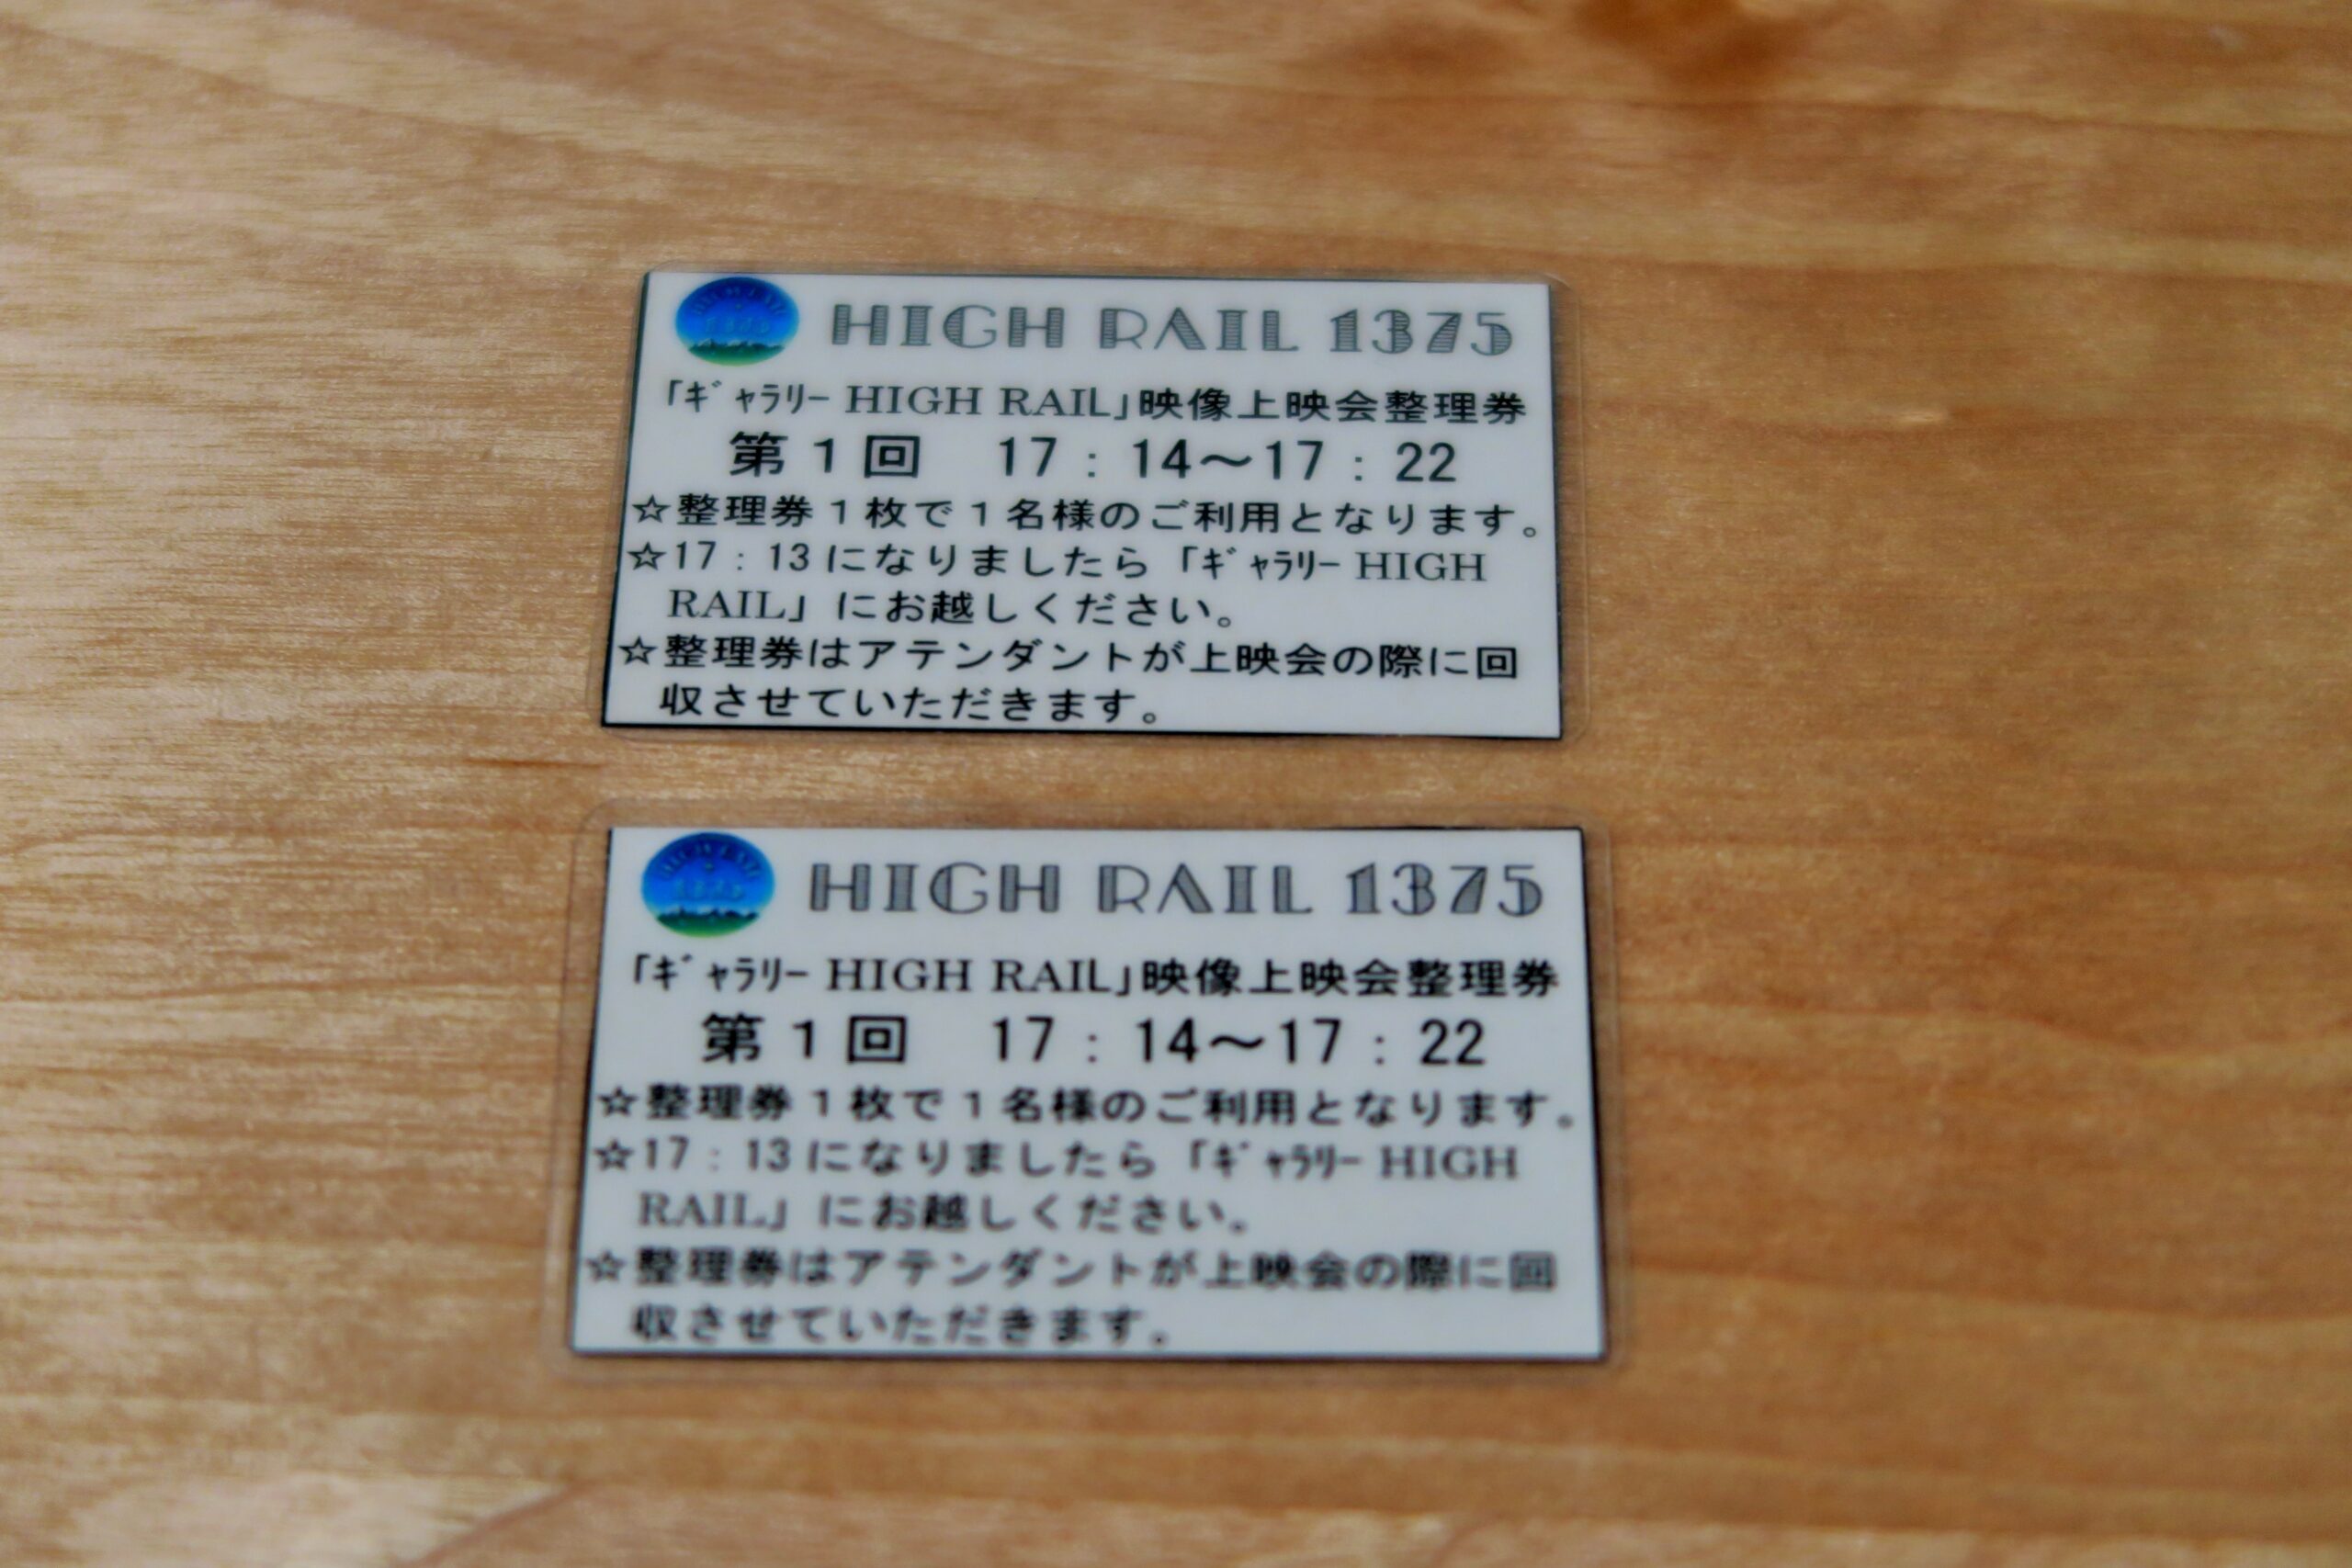 HIGH RAIL 1375
「ｷﾞｬﾗﾘｰ HIGH RAIL」映像上映会整理券
第１回　17：14～17：22
☆整理券１枚で１名様のご利用となります。
☆17：13になりましたら「ｷﾞｬﾗﾘｰ HIGH
RAIL」にお越しください。
☆整理券はアテンダントが上映会の際に回
収させていただきます。
HIGH RAIL 1375
「ｷﾞｬﾗﾘｰ HIGH RAIL」映像上映会整理券
第１回　17：14～17：22
☆整理券１枚で１名様のご利用となります。
☆17：13になりましたら「ｷﾞｬﾗﾘｰ HIGH
RAIL」にお越しください。
☆整理券はアテンダントが上映会の際に回
収させていただきます。